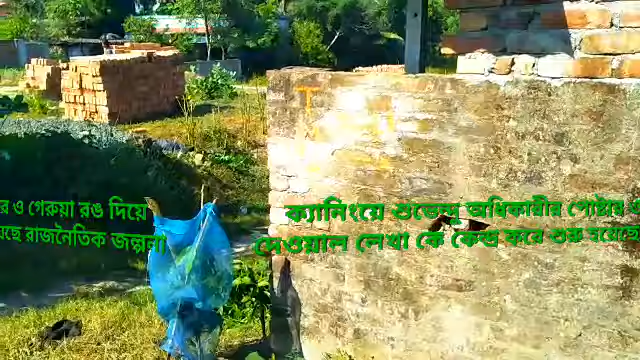 র ও গেরুয়া রঙ দিয়ে
য়েছে রাজনৈতিক জল্পনা
ক্যানিংয়ে শুভেন্দু অধিকারীর পোষ্টার ও
দেওয়াল লেখা কে কেন্দ্র করে শুরু হয়েছে